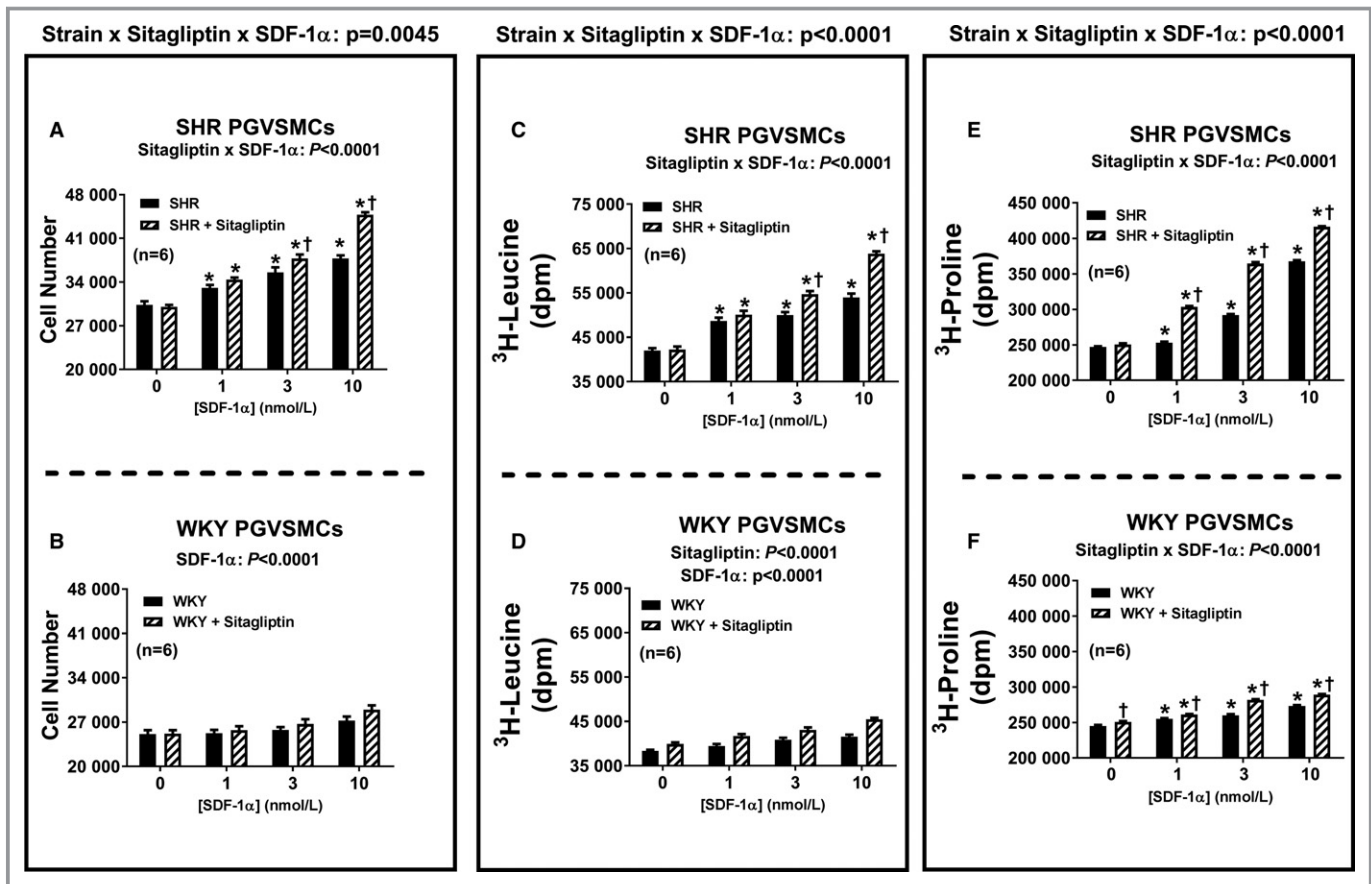 Strain x Sitagliptin x SDF-1α: p=0.0045
A
SHR PGVSMCs
Sitagliptin x SDF-1α: P<0.0001
Cell Number
48 000
41 000
34 000
27 000
20 000
SHR
SHR + Sitagliptin
(n=6)
* * * *† * *†
0 1 3 10
[SDF-1α] (nmol/L)
B
WKY PGVSMCs
SDF-1α: P<0.0001
Cell Number
48 000
41 000
34 000
27 000
20 000
WKY
WKY + Sitagliptin
(n=6)
0 1 3 10
[SDF-1α] (nmol/L)
Strain x Sitagliptin x SDF-1α: p<0.0001
C
SHR PGVSMCs
Sitagliptin x SDF-1α: P<0.0001
³H-Leucine
(dpm)
75 000
65 000
55 000
45 000
35 000
SHR
SHR + Sitagliptin
(n=6)
* * * *† * *†
0 1 3 10
[SDF-1α] (nmol/L)
D
WKY PGVSMCs
Sitagliptin: P<0.0001
SDF-1α: p<0.0001
³H-Leucine
(dpm)
75 000
65 000
55 000
45 000
35 000
WKY
WKY + Sitagliptin
(n=6)
0 1 3 10
[SDF-1α] (nmol/L)
Strain x Sitagliptin x SDF-1α: p<0.0001
E
SHR PGVSMCs
Sitagliptin x SDF-1α: P<0.0001
³H-Proline
(dpm)
450 000
400 000
350 000
300 000
250 000
200 000
SHR
SHR + Sitagliptin
(n=6)
* *† * *† * *†
0 1 3 10
[SDF-1α] (nmol/L)
F
WKY PGVSMCs
Sitagliptin x SDF-1α: P<0.0001
³H-Proline
(dpm)
450 000
400 000
350 000
300 000
250 000
200 000
WKY
WKY + Sitagliptin
(n=6)
† * *† * *† * *†
0 1 3 10
[SDF-1α] (nmol/L)